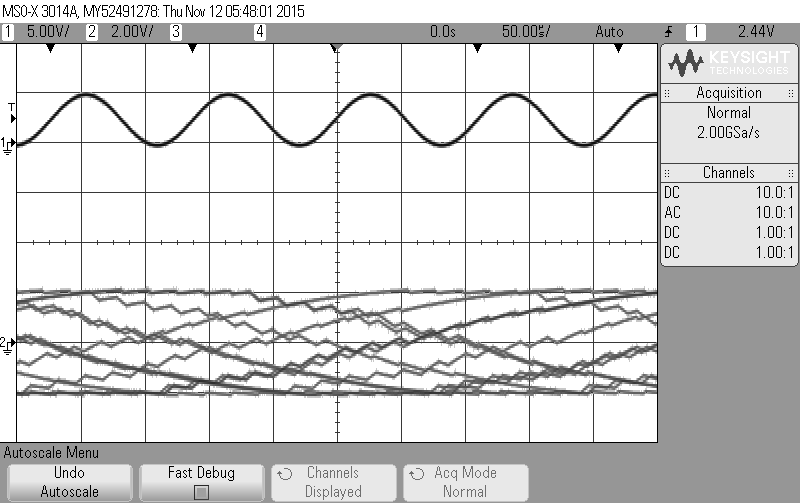 MSO-X 3014A, MY52491278: Thu Nov 12 05:48:01 2015
1 5.00V/ 2 2.00V/ 3 4 0.0s 50.00µs/ Auto 1 2.44V
KEYSIGHT
TECHNOLOGIES
Acquisition
Normal
2.00GSa/s
Channels
DC 10.0:1
AC 10.0:1
DC 1.00:1
DC 1.00:1
T
1
2
Autoscale Menu
Undo
Autoscale
Fast Debug
Channels
Displayed
Acq Mode
Normal